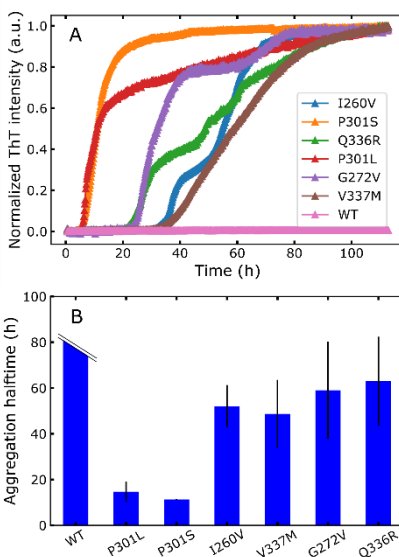 A
Normalized ThT intensity (a.u.)
1.0
0.8
0.6
0.4
0.2
0.0
I260V
P301S
Q336R
P301L
G272V
V337M
WT
0 20 40 60 80 100
Time (h)
B
Aggregation halftime (h)
100
80
60
40
20
0
WT P301L P301S I260V V337M G272V Q336R